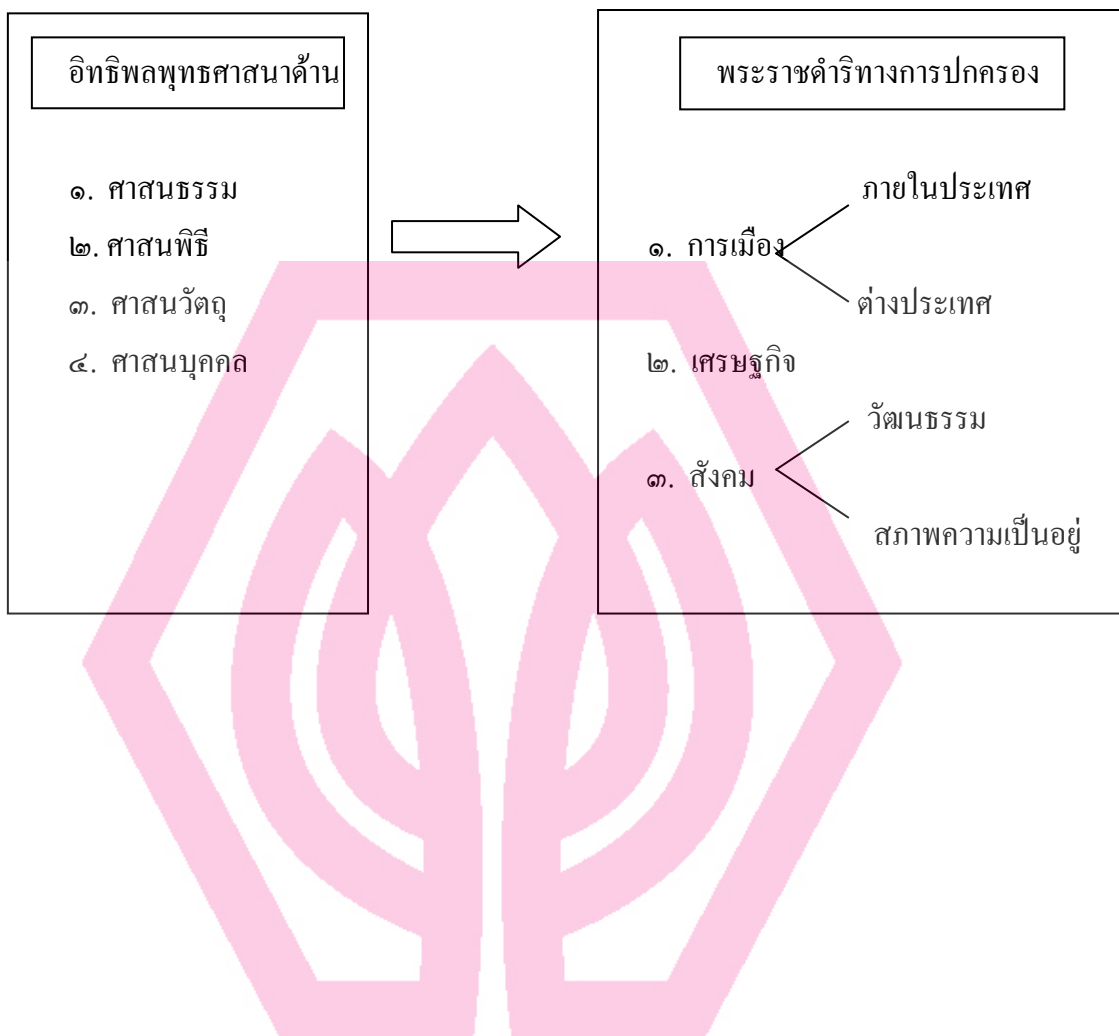 อิทธิพลพุทธศาสนาด้าน
๑. ศาสนธรรม
๒. ศาสนพิธี
๓. ศาสนวัตถุ
๔. ศาสนบุคคล
พระราชดำริทางการปกครอง
ภายในประเทศ
๑. การเมือง
ต่างประเทศ
๒. เศรษฐกิจ
วัฒนธรรม
๓. สังคม
สภาพความเป็นอยู่